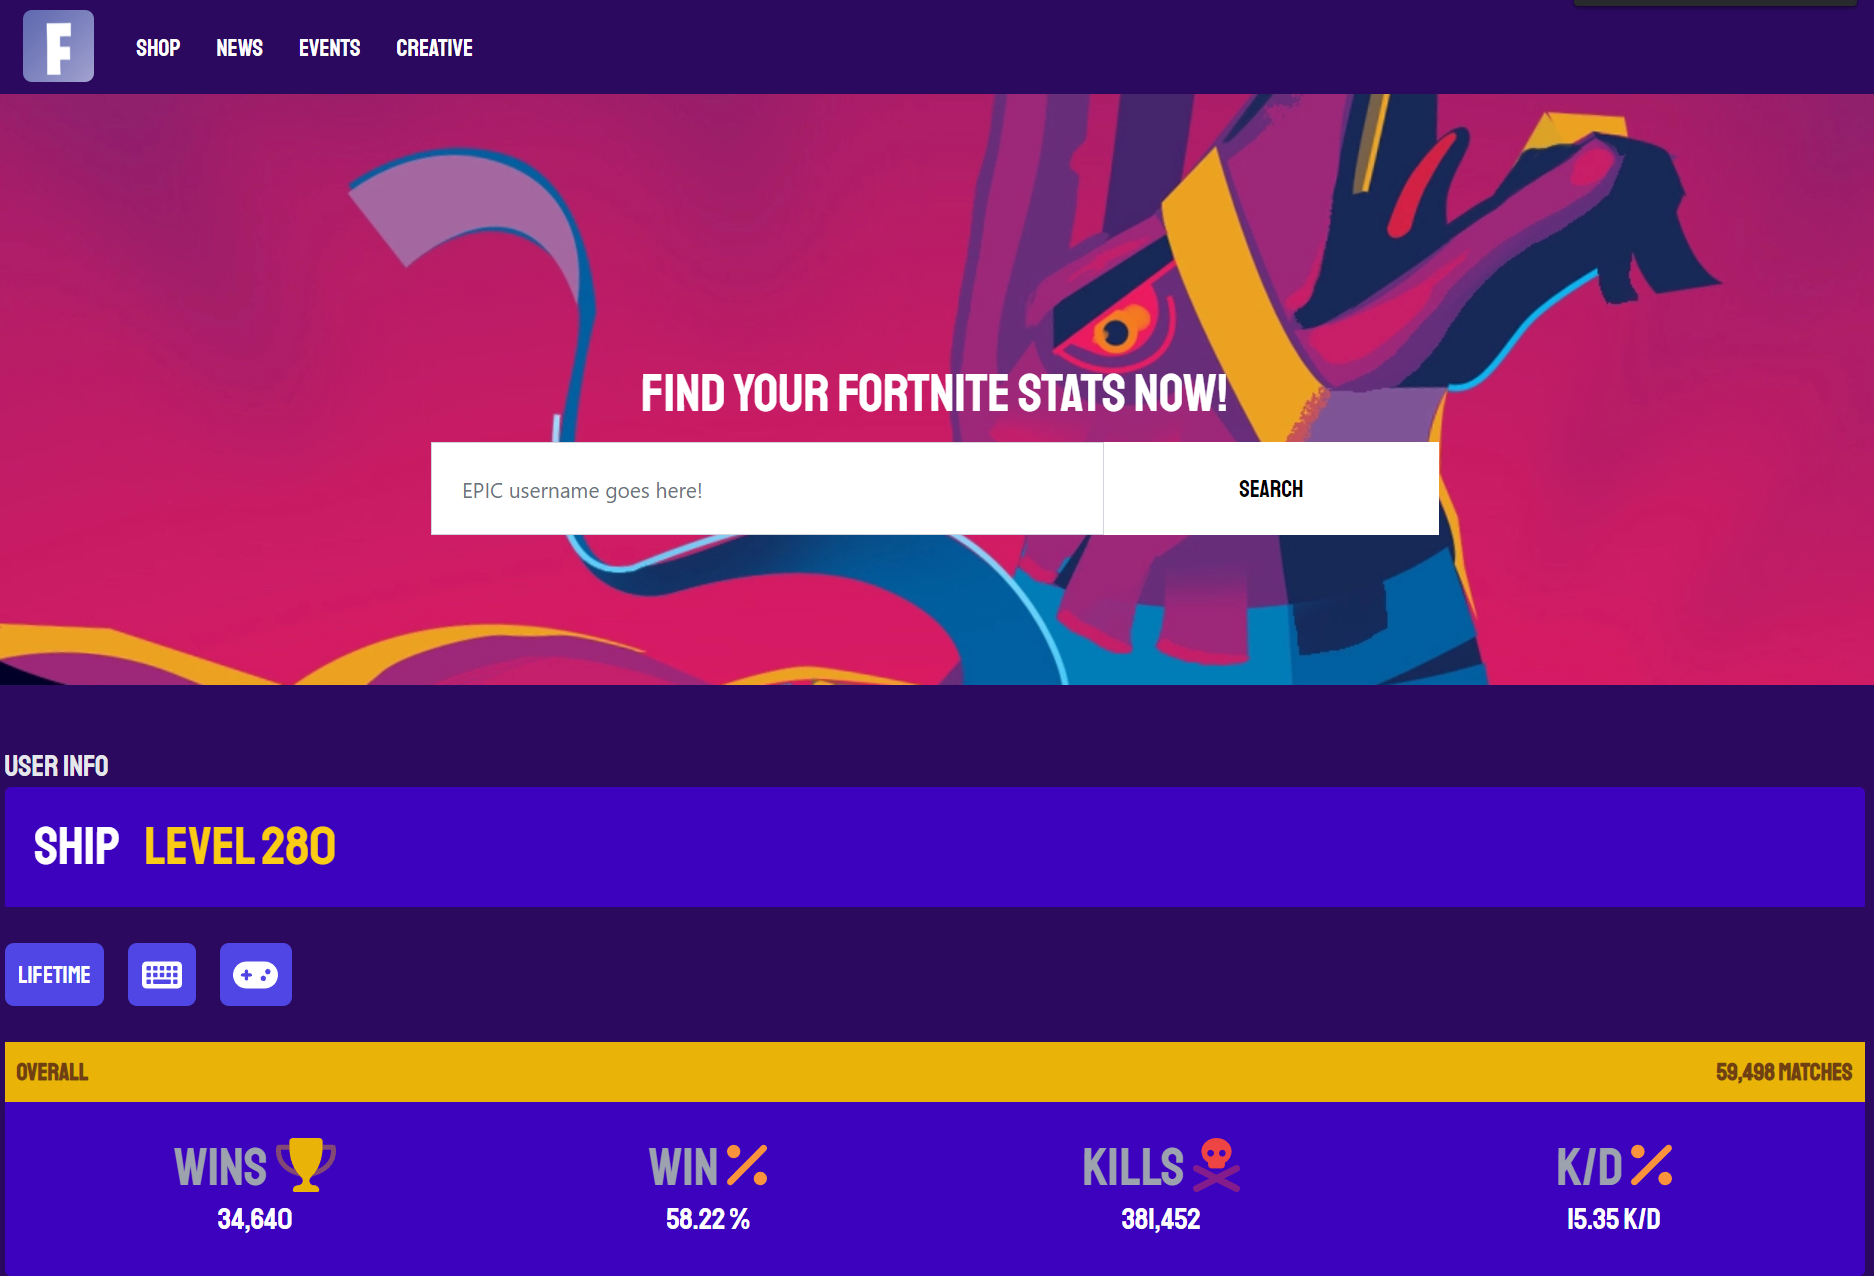 F
SHOP NEWS EVENTS CREATIVE
FIND YOUR FORTNITE STATS NOW!
EPIC username goes here! SEARCH
USER INFO
SHIP LEVEL 280
LIFETIME
OVERALL 59,498 MATCHES
WINS WIN % KILLS K/D %
34,640 58.22 % 381,452 15.35 K/D